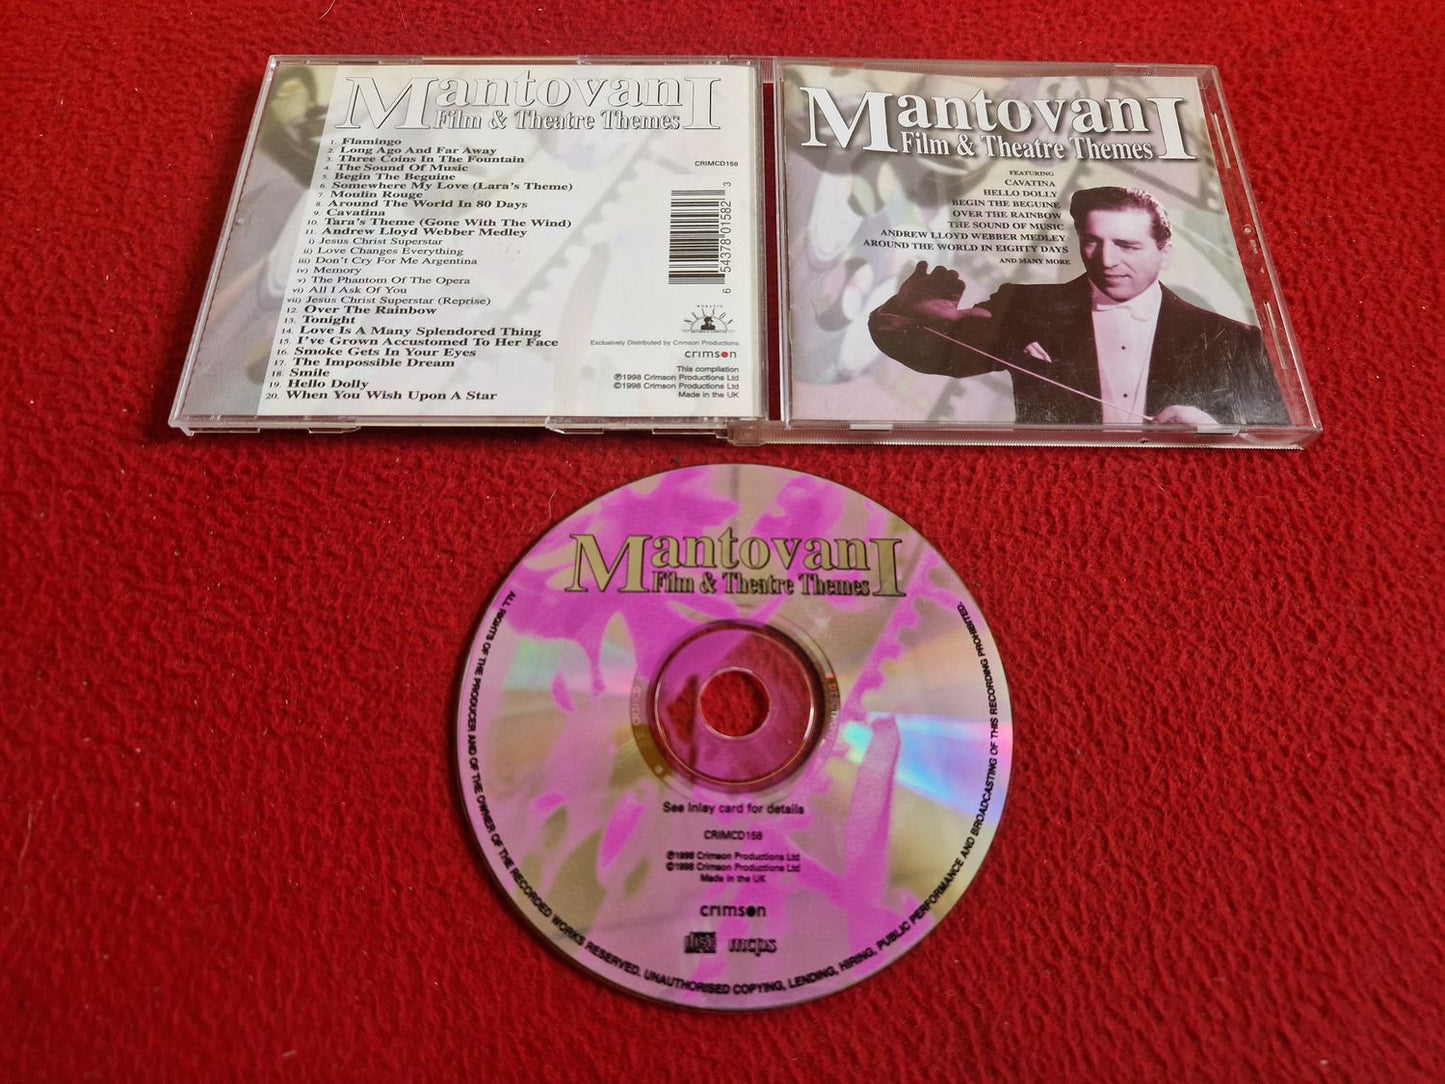 MantovanI
Film & Theatre Themes
1. Flamingo
2. Long Ago And Far Away
3. Three Coins In The Fountain
4. The Sound Of Music
5. Begin The Beguine
6. Somewhere My Love (Lara's Theme)
7. Moulin Rouge
8. Around The World In 80 Days
9. Cavatina
10. Tara's Theme (Gone With The Wind)
11. Andrew Lloyd Webber Medley
i) Jesus Christ Superstar
ii) Love Changes Everything
iii) Don't Cry For Me Argentina
iv) Memory
v) The Phantom Of The Opera
vi) All I Ask Of You
vii) Jesus Christ Superstar (Reprise)
12. Over The Rainbow
13. Tonight
14. Love Is A Many Splendored Thing
15. I've Grown Accustomed To Her Face
16. Smoke Gets In Your Eyes
17. The Impossible Dream
18. Smile
19. Hello Dolly
20. When You Wish Upon A Star
CRIMCD158
6 54378 01582 3
HORATIO
NELSON
Exclusively Distributed by Crimson Productions
crimson
This compilation
℗1998 Crimson Productions Ltd
©1998 Crimson Productions Ltd
Made in the UK
MantovanI
Film & Theatre Themes
FEATURING
CAVATINA
HELLO DOLLY
BEGIN THE BEGUINE
OVER THE RAINBOW
THE SOUND OF MUSIC
ANDREW LLOYD WEBBER MEDLEY
AROUND THE WORLD IN EIGHTY DAYS
AND MANY MORE
MantovanI
Film & Theatre Themes
See inlay card for details
CRIMCD158
℗1998 Crimson Productions Ltd
©1998 Crimson Productions Ltd
Made in the UK
crimson
disc
mcps
ALL RIGHTS OF THE PRODUCER AND OF THE OWNER OF THE RECORDED WORKS RESERVED. UNAUTHORISED COPYING, LENDING, HIRING, PUBLIC PERFORMANCE AND BROADCASTING OF THIS RECORDING PROHIBITED.